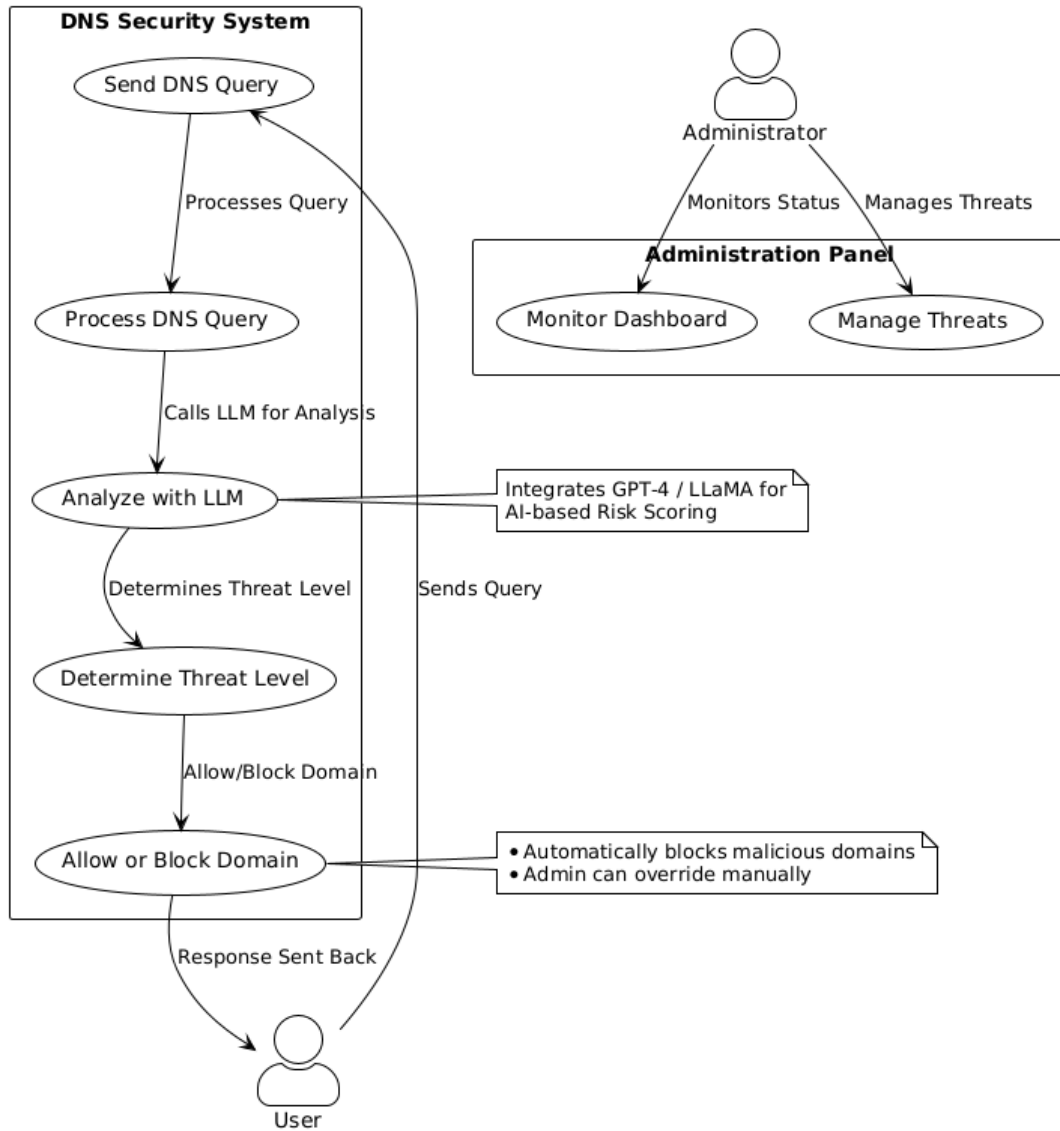 DNS Security System
Send DNS Query
Administrator
Processes Query
Monitors Status
Manages Threats
Administration Panel
Process DNS Query
Monitor Dashboard
Manage Threats
Calls LLM for Analysis
Analyze with LLM
Integrates GPT-4 / LLaMA for
AI-based Risk Scoring
Determines Threat Level
Sends Query
Determine Threat Level
Allow/Block Domain
Allow or Block Domain
• Automatically blocks malicious domains
• Admin can override manually
Response Sent Back
User